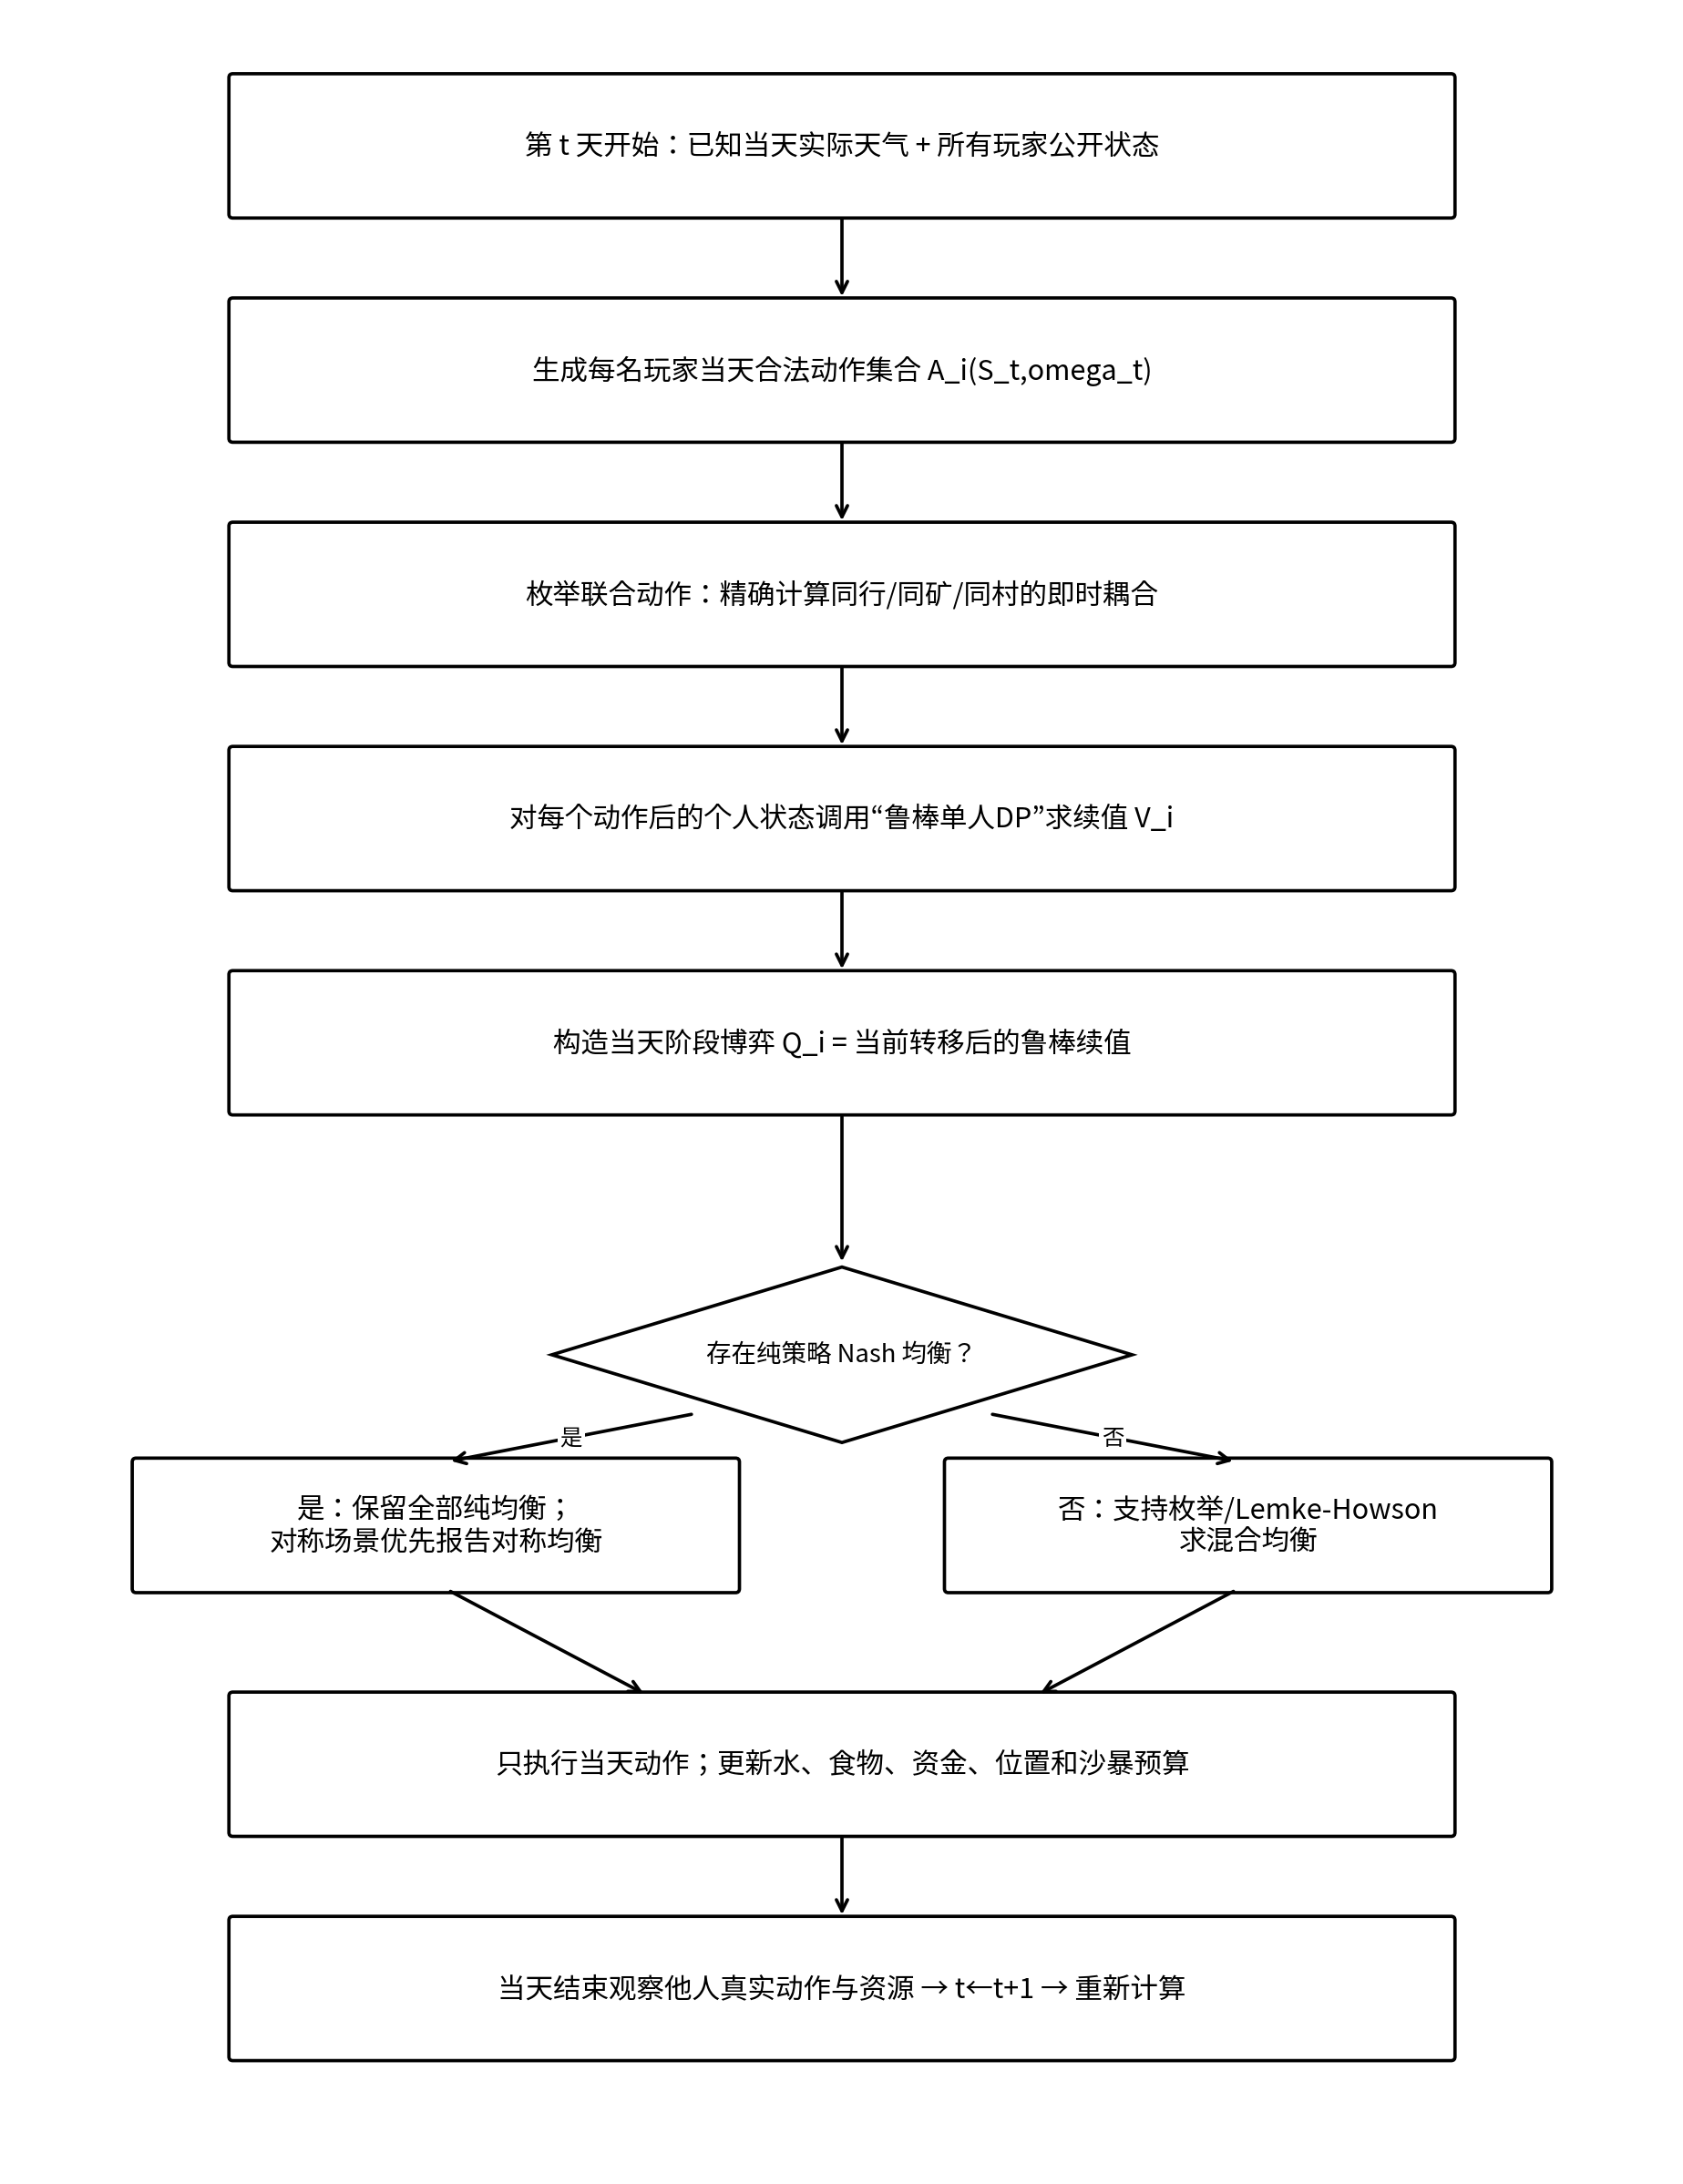 第 t 天开始：已知当天实际天气 + 所有玩家公开状态
生成每名玩家当天合法动作集合 A_i(S_t,omega_t)
枚举联合动作：精确计算同行/同矿/同村的即时耦合
对每个动作后的个人状态调用“鲁棒单人DP”求续值 V_i
构造当天阶段博弈 Q_i = 当前转移后的鲁棒续值
存在纯策略 Nash 均衡？
是
否
是：保留全部纯均衡；
对称场景优先报告对称均衡
否：支持枚举/Lemke-Howson
求混合均衡
只执行当天动作；更新水、食物、资金、位置和沙暴预算
当天结束观察他人真实动作与资源 → t←t+1 → 重新计算